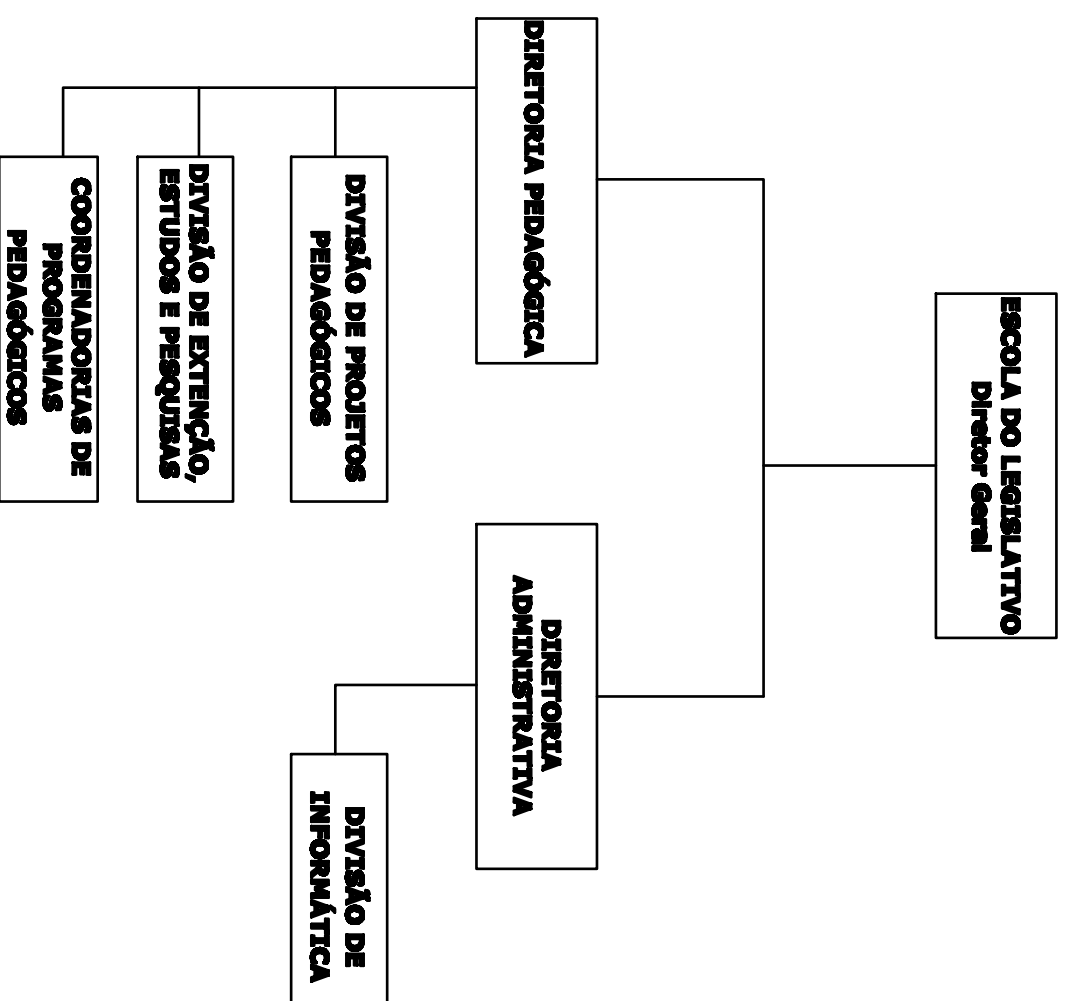 ESCOLA DO LEGISLATIVO
Diretor Geral
DIRETORIA PEDAGÓGICA
DIRETORIA
ADMINISTRATIVA
DIVISÃO DE PROJETOS
PEDAGÓGICOS
DIVISÃO DE EXTENÇÃO,
ESTUDOS E PESQUISAS
COORDENADORIAS DE
PROGRAMAS
PEDAGÓGICOS
DIVISÃO DE
INFORMÁTICA